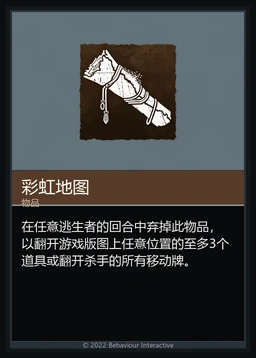 彩虹地图
物品
在任意逃生者的回合中弃掉此物品，
以翻开游戏版图上任意位置的至多3个
道具或翻开杀手的所有移动牌。
© 2022 Behaviour Interactive